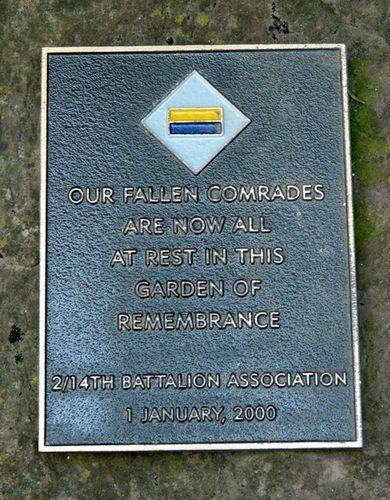 OUR FALLEN COMRADES
ARE NOW ALL
AT REST IN THIS
GARDEN OF
REMEMBRANCE
2/14TH BATTALION ASSOCIATION
1 JANUARY, 2000